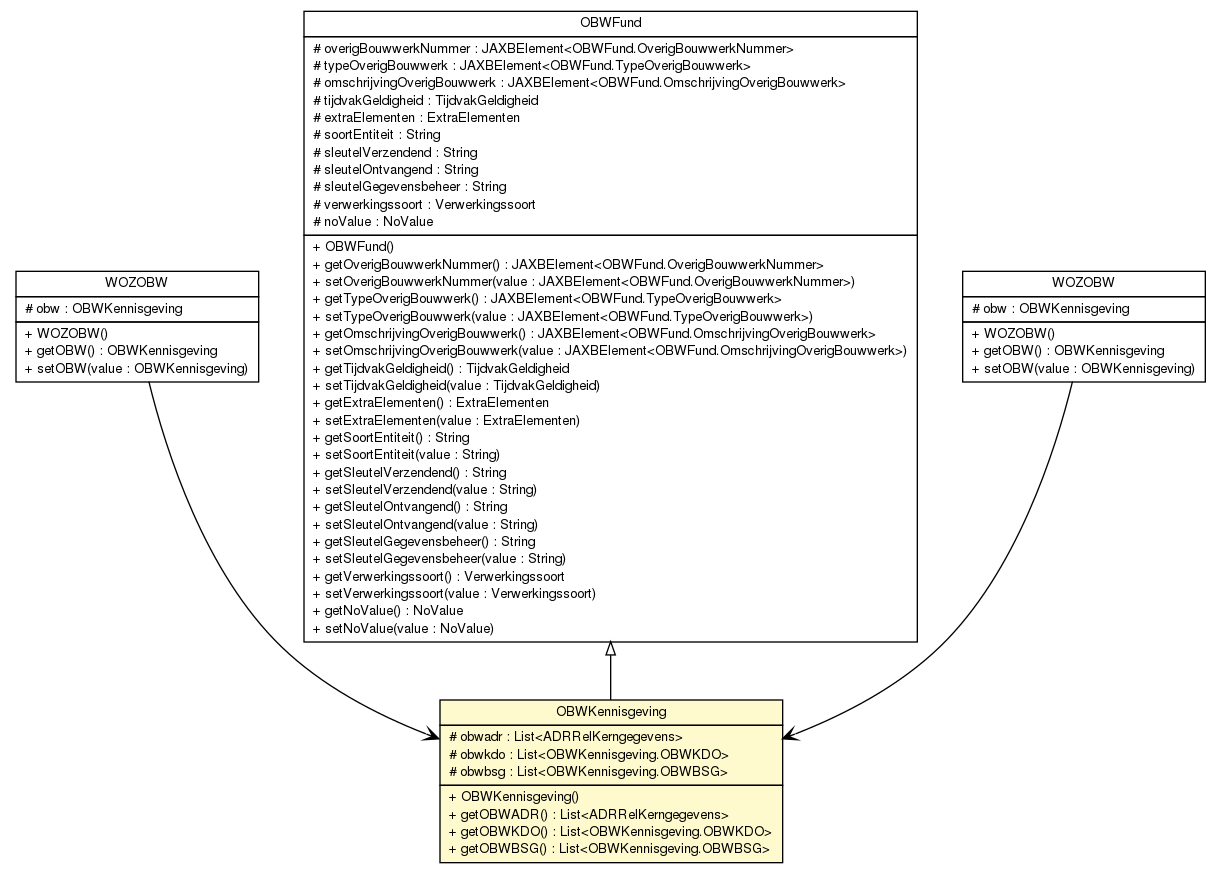 OBWFund
# overigBouwwerkNummer : JAXBElement<OBWFund.OverigBouwwerkNummer>
# typeOverigBouwwerk : JAXBElement<OBWFund.TypeOverigBouwwerk>
# omschrijvingOverigBouwwerk : JAXBElement<OBWFund.OmschrijvingOverigBouwwerk>
# tijdvakGeldigheid : TijdvakGeldigheid
# extraElementen : ExtraElementen
# soortEntiteit : String
# sleutelVerzendend : String
# sleutelOntvangend : String
# sleutelGegevensbeheer : String
# verwerkingssoort : Verwerkingssoort
# noValue : NoValue
+ OBWFund()
+ getOverigBouwwerkNummer() : JAXBElement<OBWFund.OverigBouwwerkNummer>
+ setOverigBouwwerkNummer(value : JAXBElement<OBWFund.OverigBouwwerkNummer>)
+ getTypeOverigBouwwerk() : JAXBElement<OBWFund.TypeOverigBouwwerk>
+ setTypeOverigBouwwerk(value : JAXBElement<OBWFund.TypeOverigBouwwerk>)
+ getOmschrijvingOverigBouwwerk() : JAXBElement<OBWFund.OmschrijvingOverigBouwwerk>
+ setOmschrijvingOverigBouwwerk(value : JAXBElement<OBWFund.OmschrijvingOverigBouwwerk>)
+ getTijdvakGeldigheid() : TijdvakGeldigheid
+ setTijdvakGeldigheid(value : TijdvakGeldigheid)
+ getExtraElementen() : ExtraElementen
+ setExtraElementen(value : ExtraElementen)
+ getSoortEntiteit() : String
+ setSoortEntiteit(value : String)
+ getSleutelVerzendend() : String
+ setSleutelVerzendend(value : String)
+ getSleutelOntvangend() : String
+ setSleutelOntvangend(value : String)
+ getSleutelGegevensbeheer() : String
+ setSleutelGegevensbeheer(value : String)
+ getVerwerkingssoort() : Verwerkingssoort
+ setVerwerkingssoort(value : Verwerkingssoort)
+ getNoValue() : NoValue
+ setNoValue(value : NoValue)
WOZOBW
# obw : OBWKennisgeving
+ WOZOBW()
+ getOBW() : OBWKennisgeving
+ setOBW(value : OBWKennisgeving)
WOZOBW
# obw : OBWKennisgeving
+ WOZOBW()
+ getOBW() : OBWKennisgeving
+ setOBW(value : OBWKennisgeving)
OBWKennisgeving
# obwadr : List<ADRRelKerngegevens>
# obwkdo : List<OBWKennisgeving.OBWKDO>
# obwbsg : List<OBWKennisgeving.OBWBSG>
+ OBWKennisgeving()
+ getOBWADR() : List<ADRRelKerngegevens>
+ getOBWKDO() : List<OBWKennisgeving.OBWKDO>
+ getOBWBSG() : List<OBWKennisgeving.OBWBSG>